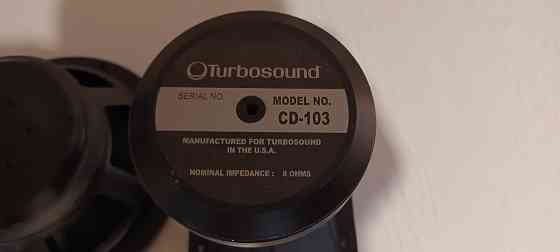 Turbosound
SERIAL NO.
MODEL NO.
CD-103
MANUFACTURED FOR TURBOSOUND
IN THE U.S.A.
NOMINAL IMPEDANCE : 8 OHMS